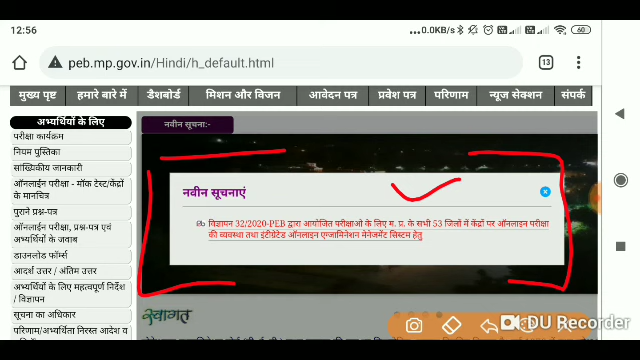 12:56
...0.0KB/s 60
peb.mp.gov.in/Hindi/h_default.html
13
मुख्य पृष्ट हमारे बारे में डैशबोर्ड मिशन और विजन आवेदन पत्र प्रवेश पत्र परिणाम न्यूज सेक्शन संपर्क
अभ्यर्थियों के लिए
परीक्षा कार्यक्रम
नियम पुस्तिका
सांख्यिकीय जानकारी
ऑनलाईन परीक्षा - मॉक टेस्ट/केंद्रों
के मानचित्र
पुराने प्रश्न-पत्र
ऑनलाईन परीक्षा, प्रश्न-पत्र एवं
अभ्यर्थियों के जवाब
डाउनलोड फॉर्म्स
आदर्श उत्तर / अंतिम उत्तर
अभ्यर्थियों के लिए महत्वपूर्ण निर्देश
/ विज्ञापन
सूचना का अधिकार
परिणाम/अभ्यर्थिता निरस्त आदेश व
नवीन सूचना:-
नवीन सूचनाएं
विज्ञापन 32/2020-PEB द्वारा आयोजित परीक्षाओ के लिए म. प्र. के सभी 53 जिलों में केंद्रों पर ऑनलाइन परीक्षा
की व्यवस्था तथा इंटीग्रेटेड ऑनलाइन एग्जामिनेशन मेनेजमेंट सिस्टम हेतु
स्वागत
DU Recorder